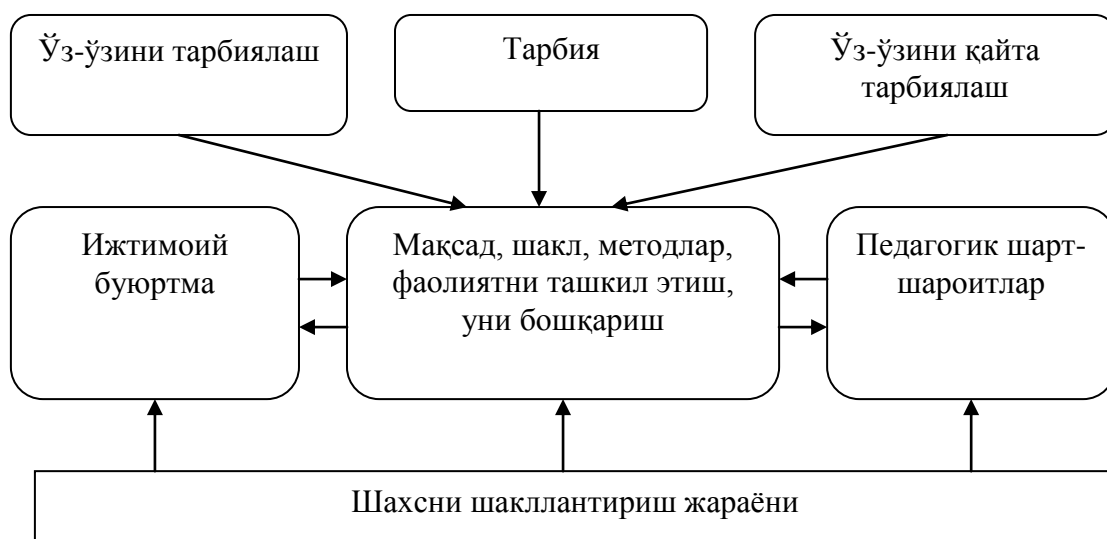 Ўз-ўзини тарбиялаш
Тарбия
Ўз-ўзини қайта
тарбиялаш
Ижтимоий
буюртма
Мақсад, шакл, методлар,
фаолиятни ташкил этиш,
уни бошқариш
Педагогик шарт-
шароитлар
Шахсни шакллантириш жараёни